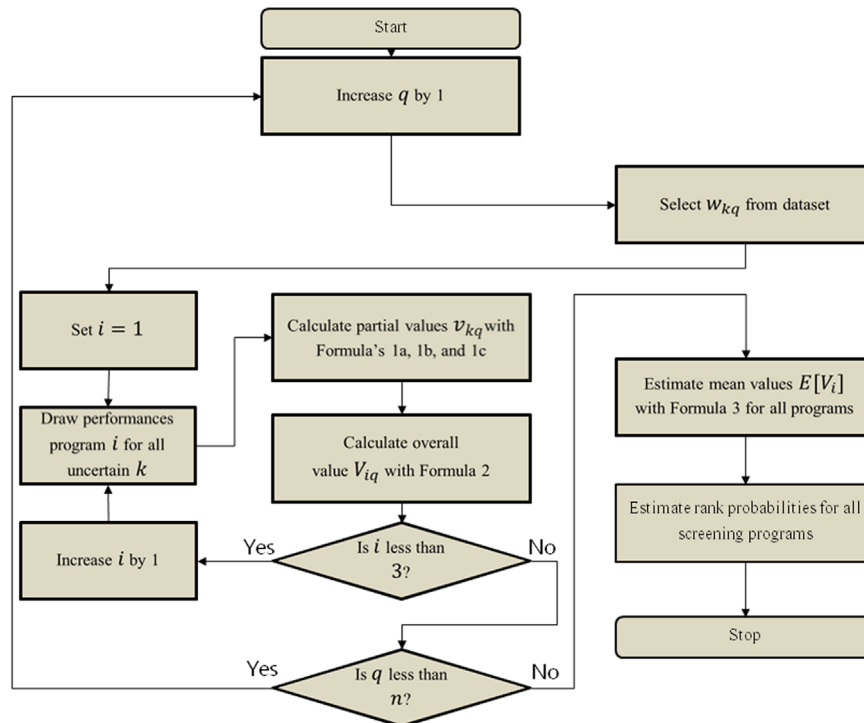 Start
Increase q by 1
Select w_kq from dataset
Set i = 1
Calculate partial values v_kq with
Formula's 1a, 1b, and 1c
Estimate mean values E[V_i]
with Formula 3 for all programs
Draw performances
program i for all
uncertain k
Calculate overall
value V_iq with Formula 2
Estimate rank probabilities for all
screening programs
Increase i by 1
Yes
Is i less than
3?
No
Stop
Yes
Is q less than
n?
No